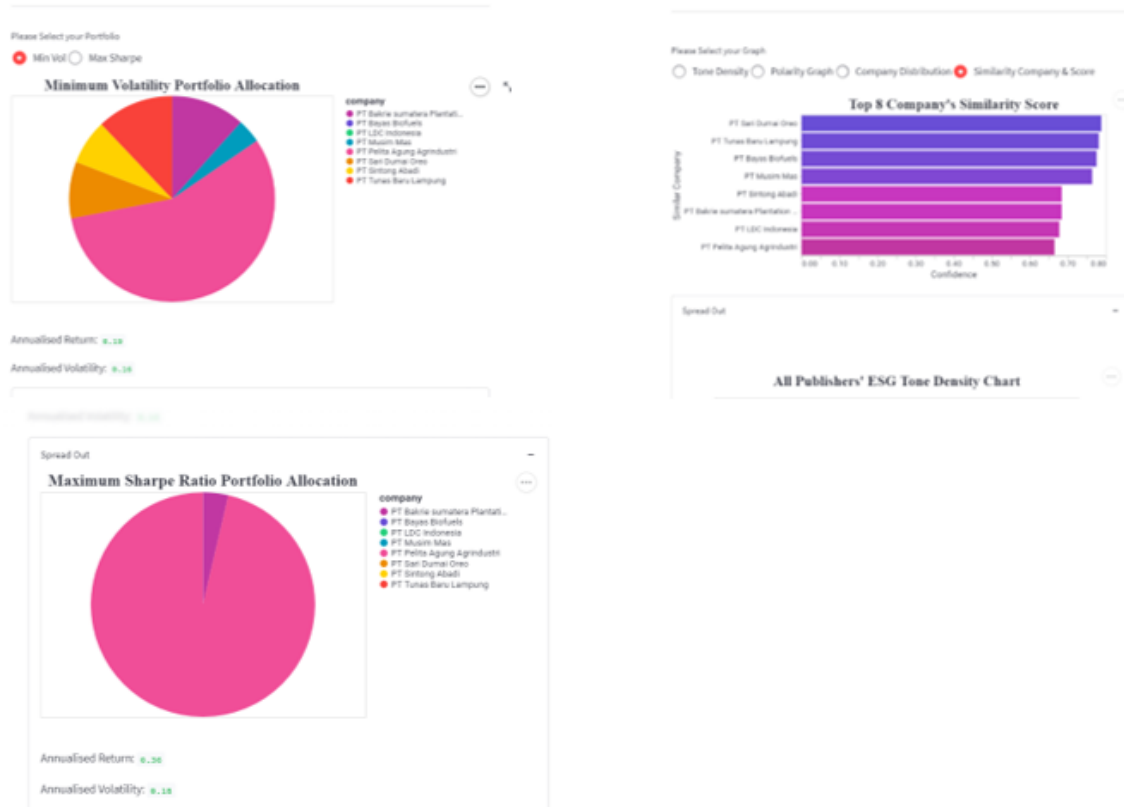 Please Select your Portfolio
Min Vol Max Sharpe
Minimum Volatility Portfolio Allocation
company
PT Bakrie sumatera Plantati...
PT Bayas Biofuels
PT LDC Indonesia
PT Musim Mas
PT Pelita Agung Agrindustri
PT Sari Dumai Oreo
PT Sintong Abadi
PT Tunas Baru Lampung
Annualised Return:
Annualised Volatility:
Please Select your Graph
Tone Density Polarity Graph Company Distribution Similarity Company & Score
Top 8 Company's Similarity Score
Similar Company
PT Sari Dumai Oreo
PT Tunas Baru Lampung
PT Bayas Biofuels
PT Musim Mas
PT Sintong Abadi
PT Bakrie sumatera Plantation ...
PT LDC Indonesia
PT Pelita Agung Agrindustri
0.00 0.10 0.20 0.30 0.40 0.50 0.60 0.70 0.80
Confidence
Spread Out
All Publishers' ESG Tone Density Chart
Annualised Volatility:
Spread Out
Maximum Sharpe Ratio Portfolio Allocation
company
PT Bakrie sumatera Plantati...
PT Bayas Biofuels
PT LDC Indonesia
PT Musim Mas
PT Pelita Agung Agrindustri
PT Sari Dumai Oreo
PT Sintong Abadi
PT Tunas Baru Lampung
Annualised Return: 0.36
Annualised Volatility: 0.18